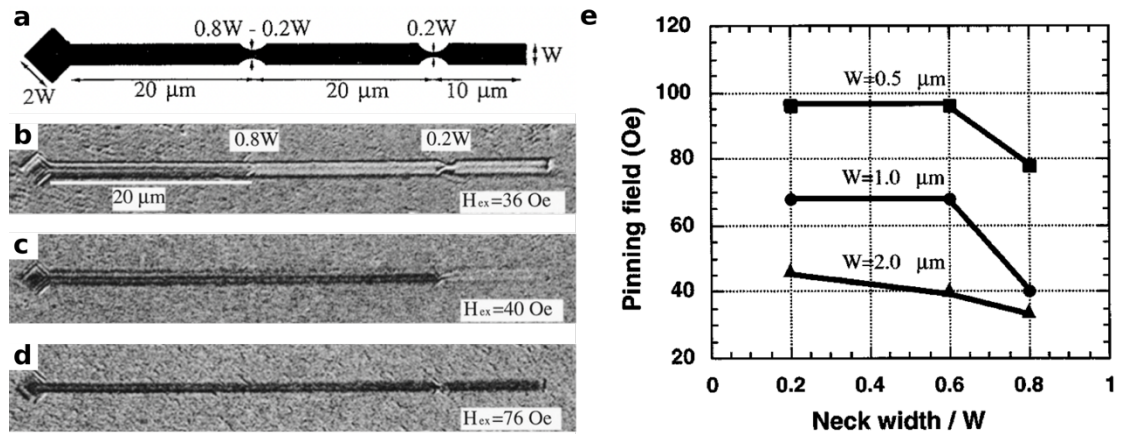 a
0.8W - 0.2W
0.2W
W
2W
20 μm
20 μm
10 μm
b
0.8W
0.2W
20 μm
Hex=36 Oe
c
Hex=40 Oe
d
Hex=76 Oe
e
Pinning field (Oe)
120
100
80
60
40
20
W=0.5 μm
W=1.0 μm
W=2.0 μm
0 0.2 0.4 0.6 0.8 1
Neck width / W